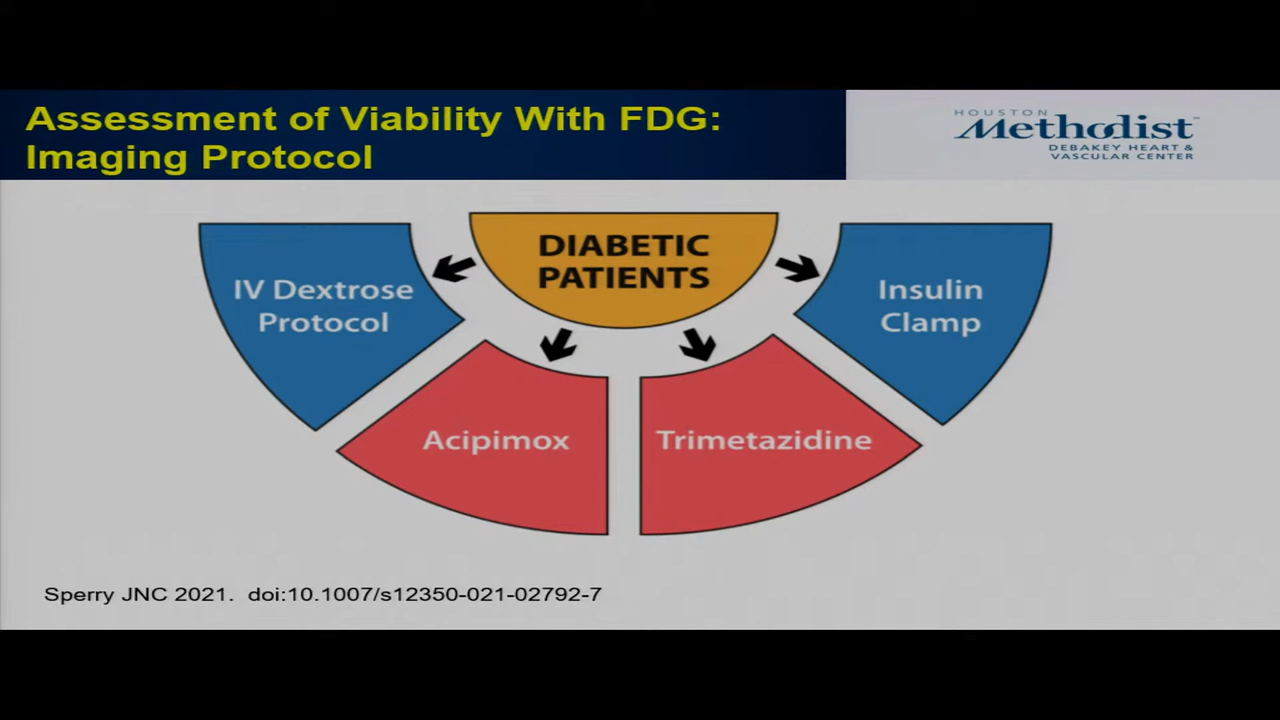 Assessment of Viability With FDG:
Imaging Protocol
HOUSTON
Methodist
DEBAKEY HEART &
VASCULAR CENTER
DIABETIC
PATIENTS
IV Dextrose
Protocol
Insulin
Clamp
Acipimox
Trimetazidine
Sperry JNC 2021. doi:10.1007/s12350-021-02792-7